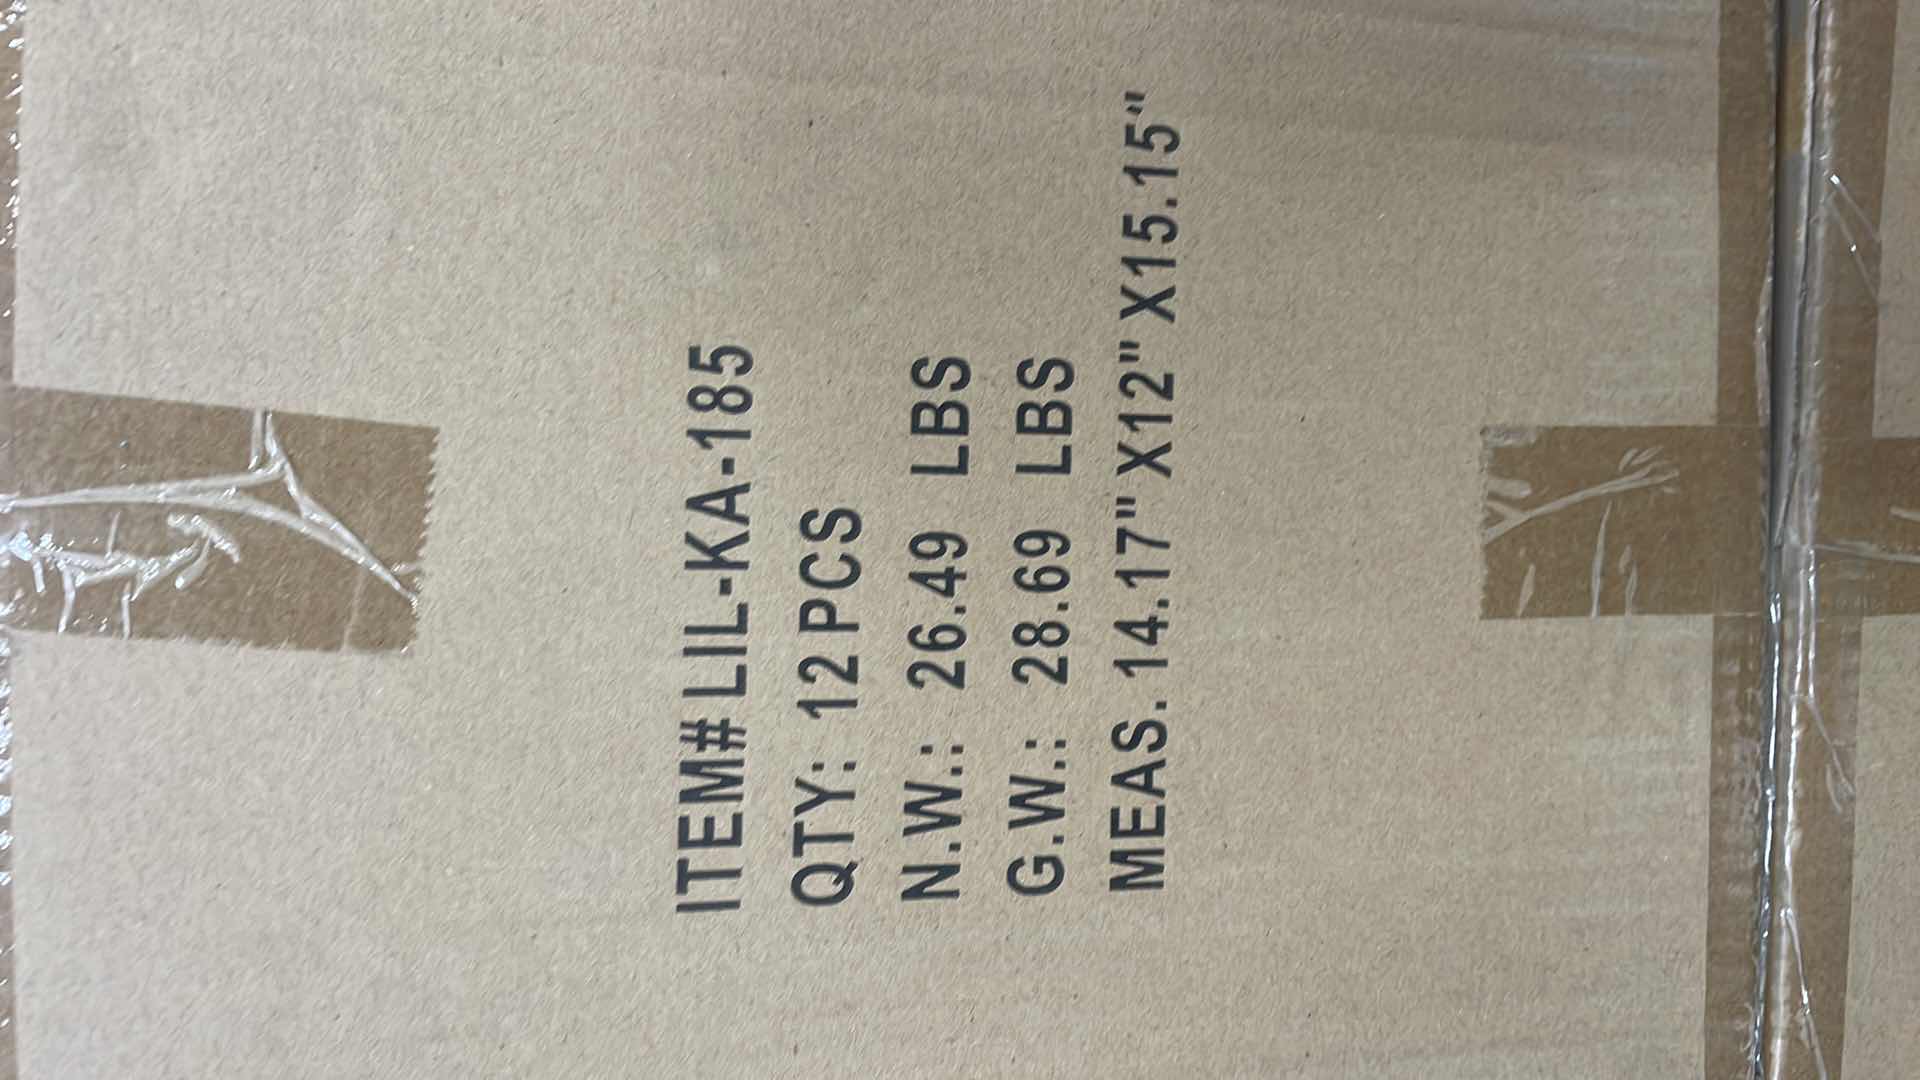 ITEM# LIL-KA-185
QTY: 12 PCS
N.W.: 26.49 LBS
G.W.: 28.69 LBS
MEAS. 14.17" X12" X15.15"